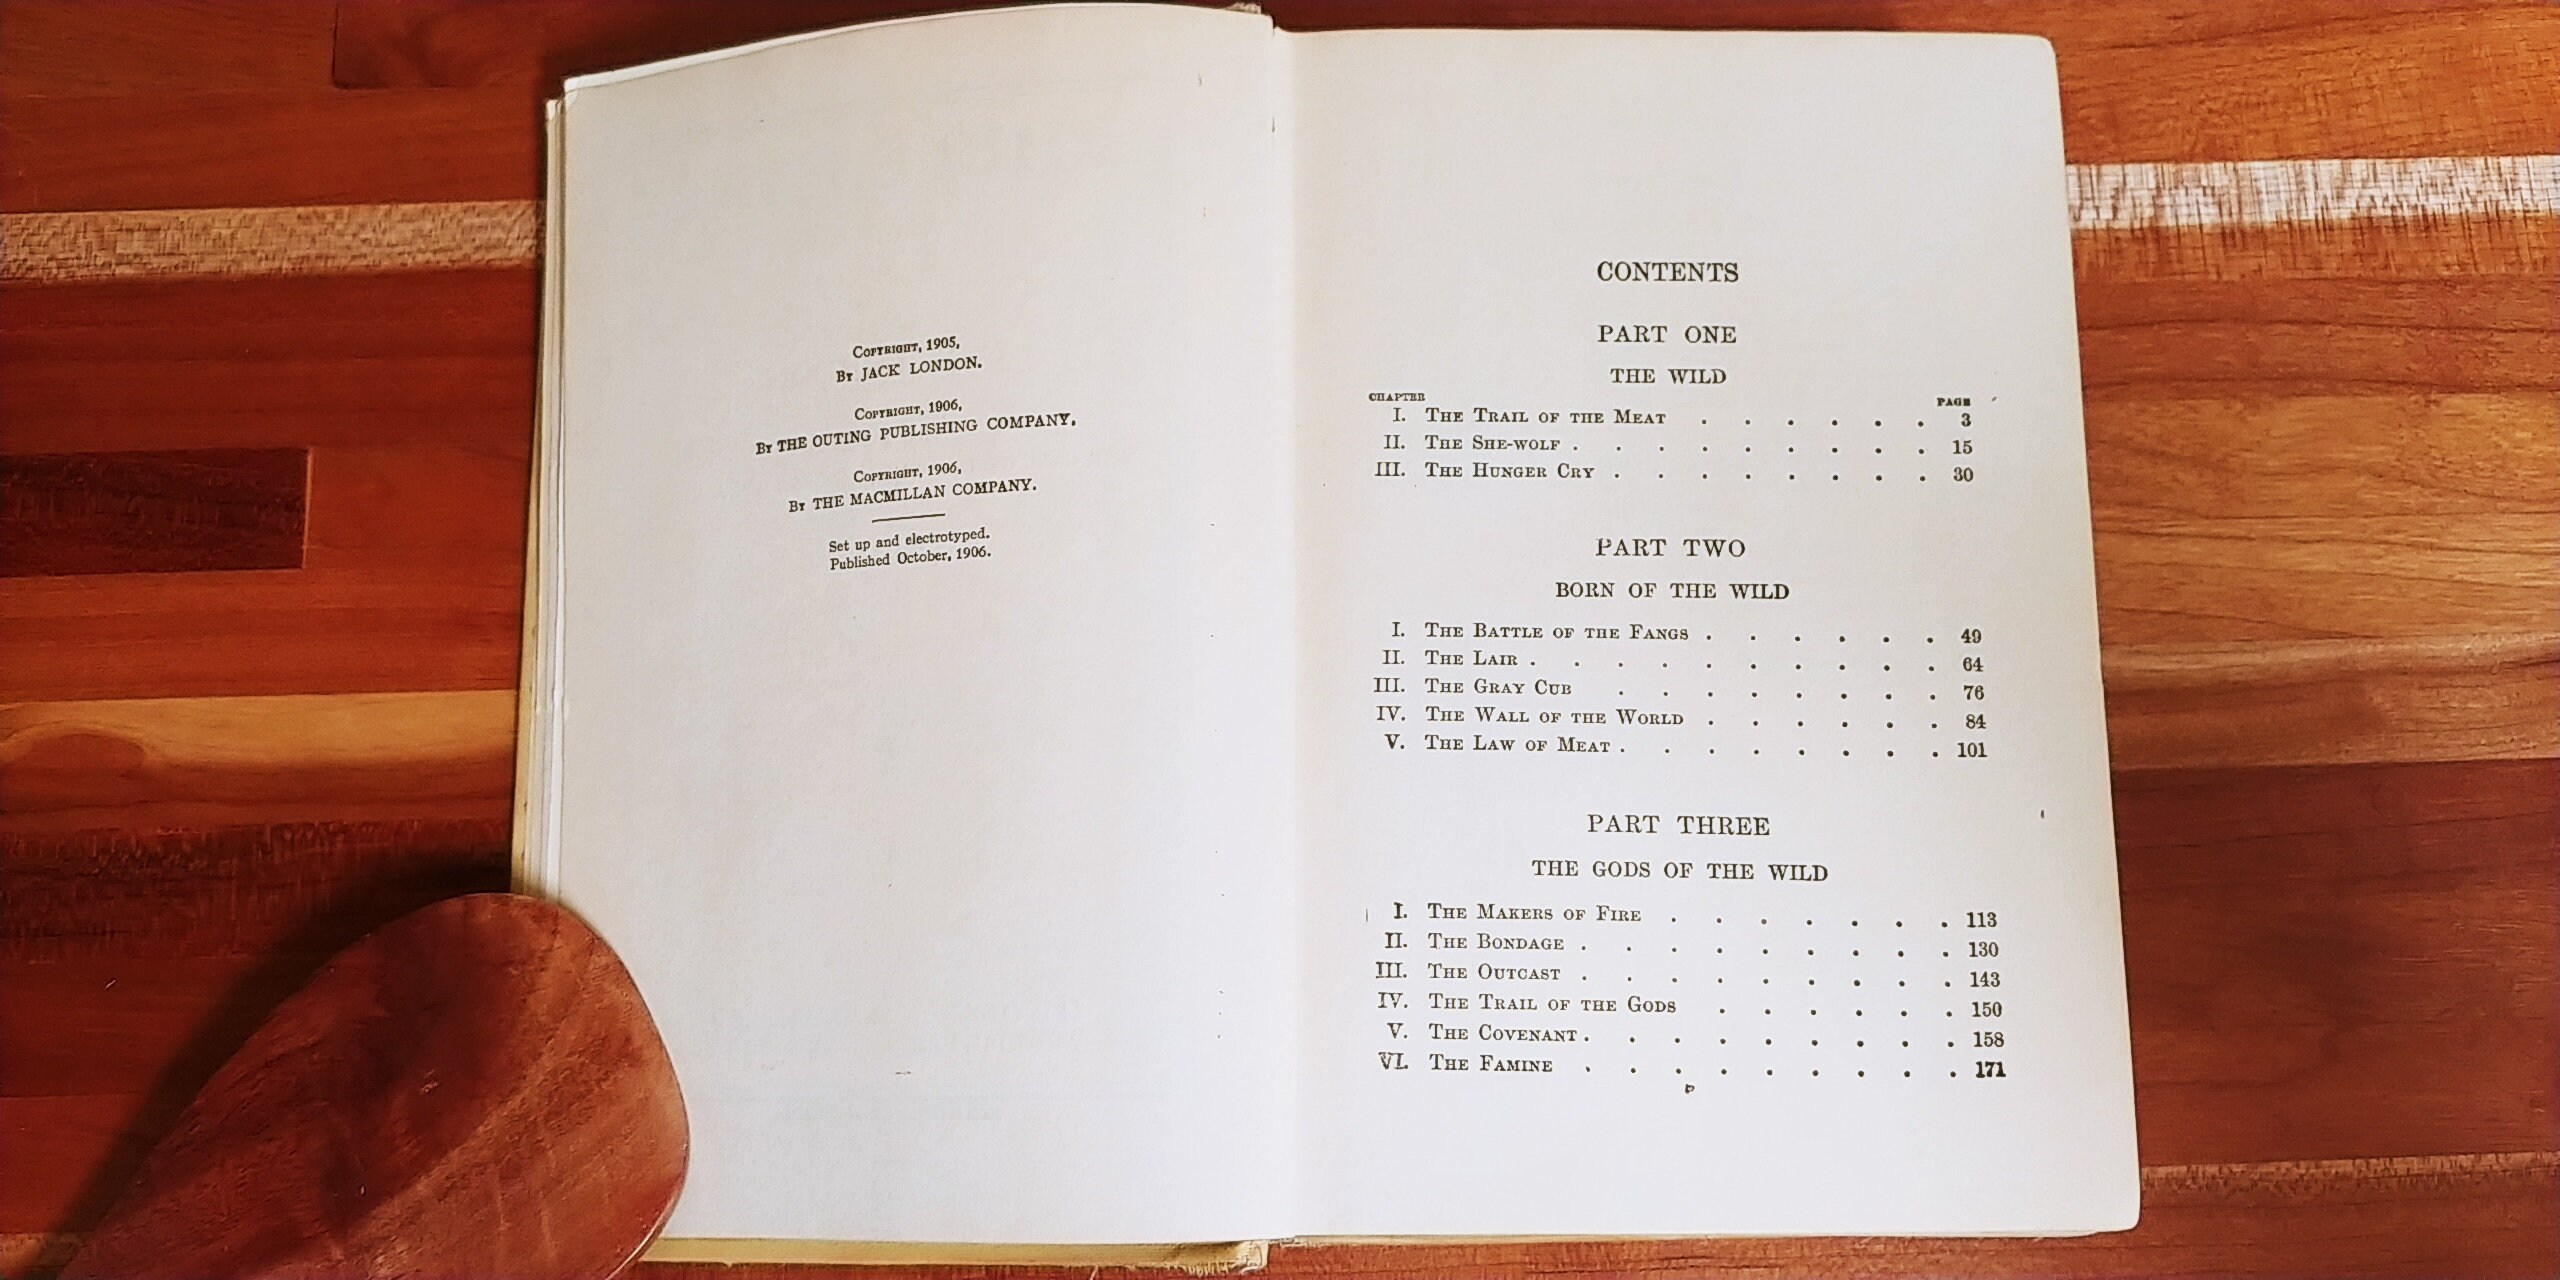 Copyright, 1905,
By JACK LONDON.
Copyright, 1906,
By THE OUTING PUBLISHING COMPANY.
Copyright, 1906,
By THE MACMILLAN COMPANY.
Set up and electrotyped.
Published October, 1906.
CONTENTS
PART ONE
THE WILD
CHAPTER PAGE
I. The Trail of the Meat . . . . . . 3
II. The She-wolf . . . . . . . . . 15
III. The Hunger Cry . . . . . . . . 30
PART TWO
BORN OF THE WILD
I. The Battle of the Fangs . . . . . . 49
II. The Lair . . . . . . . . . . 64
III. The Gray Cub . . . . . . . . 76
IV. The Wall of the World . . . . . . 84
V. The Law of Meat . . . . . . . . 101
PART THREE
THE GODS OF THE WILD
I. The Makers of Fire . . . . . . . 113
II. The Bondage . . . . . . . . . 130
III. The Outcast . . . . . . . . . 143
IV. The Trail of the Gods . . . . . . 150
V. The Covenant . . . . . . . . . 158
VI. The Famine . . . . . . . . . 171